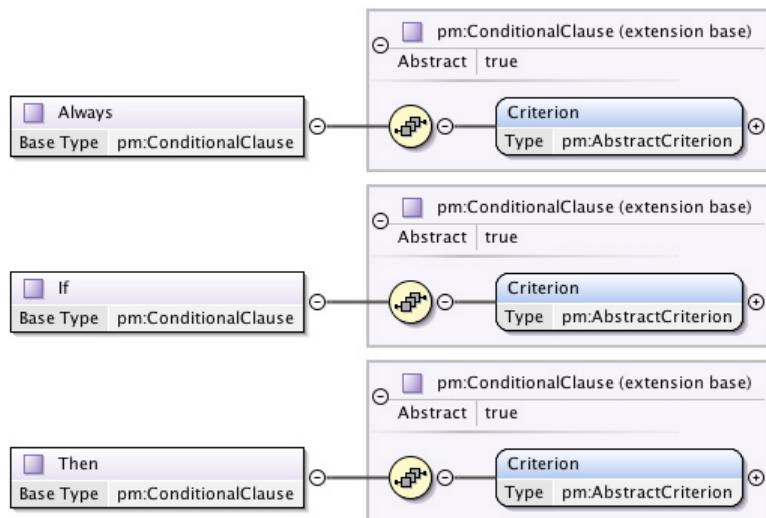 pm:ConditionalClause (extension base)
Abstract true
Always
Base Type pm:ConditionalClause
Criterion
Type pm:AbstractCriterion
pm:ConditionalClause (extension base)
Abstract true
If
Base Type pm:ConditionalClause
Criterion
Type pm:AbstractCriterion
pm:ConditionalClause (extension base)
Abstract true
Then
Base Type pm:ConditionalClause
Criterion
Type pm:AbstractCriterion